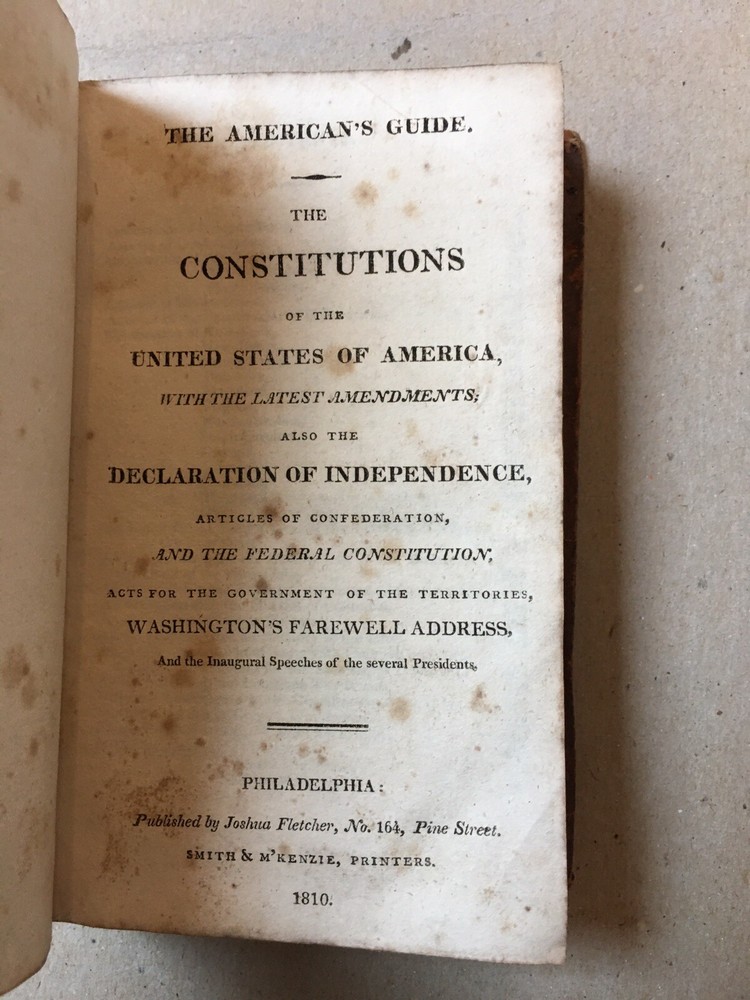 THE AMERICAN'S GUIDE.
THE
CONSTITUTIONS
OF THE
UNITED STATES OF AMERICA,
WITH THE LATEST AMENDMENTS;
ALSO THE
DECLARATION OF INDEPENDENCE,
ARTICLES OF CONFEDERATION,
AND THE FEDERAL CONSTITUTION,
ACTS FOR THE GOVERNMENT OF THE TERRITORIES,
WASHINGTON'S FAREWELL ADDRESS,
And the Inaugural Speeches of the several Presidents.
PHILADELPHIA:
Published by Joshua Fletcher, No. 164, Pine Street.
SMITH & M'KENZIE, PRINTERS.
1810.